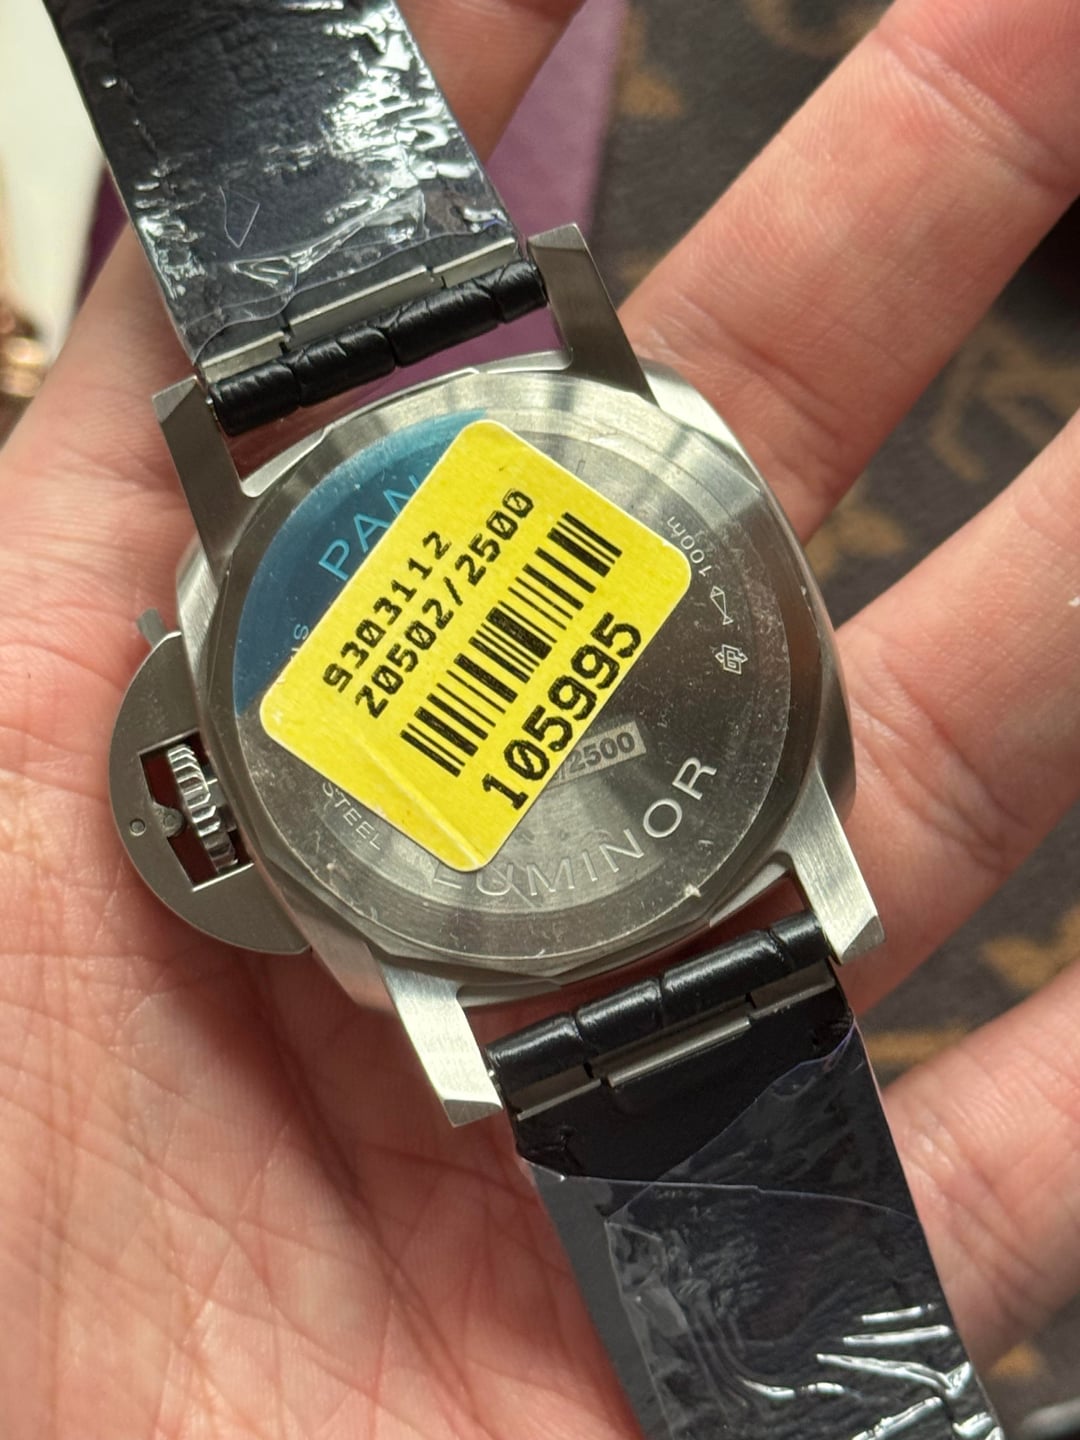 PAN
9303112
Z0502/2500
105995
100m
/2500
STEEL
LUMINOR